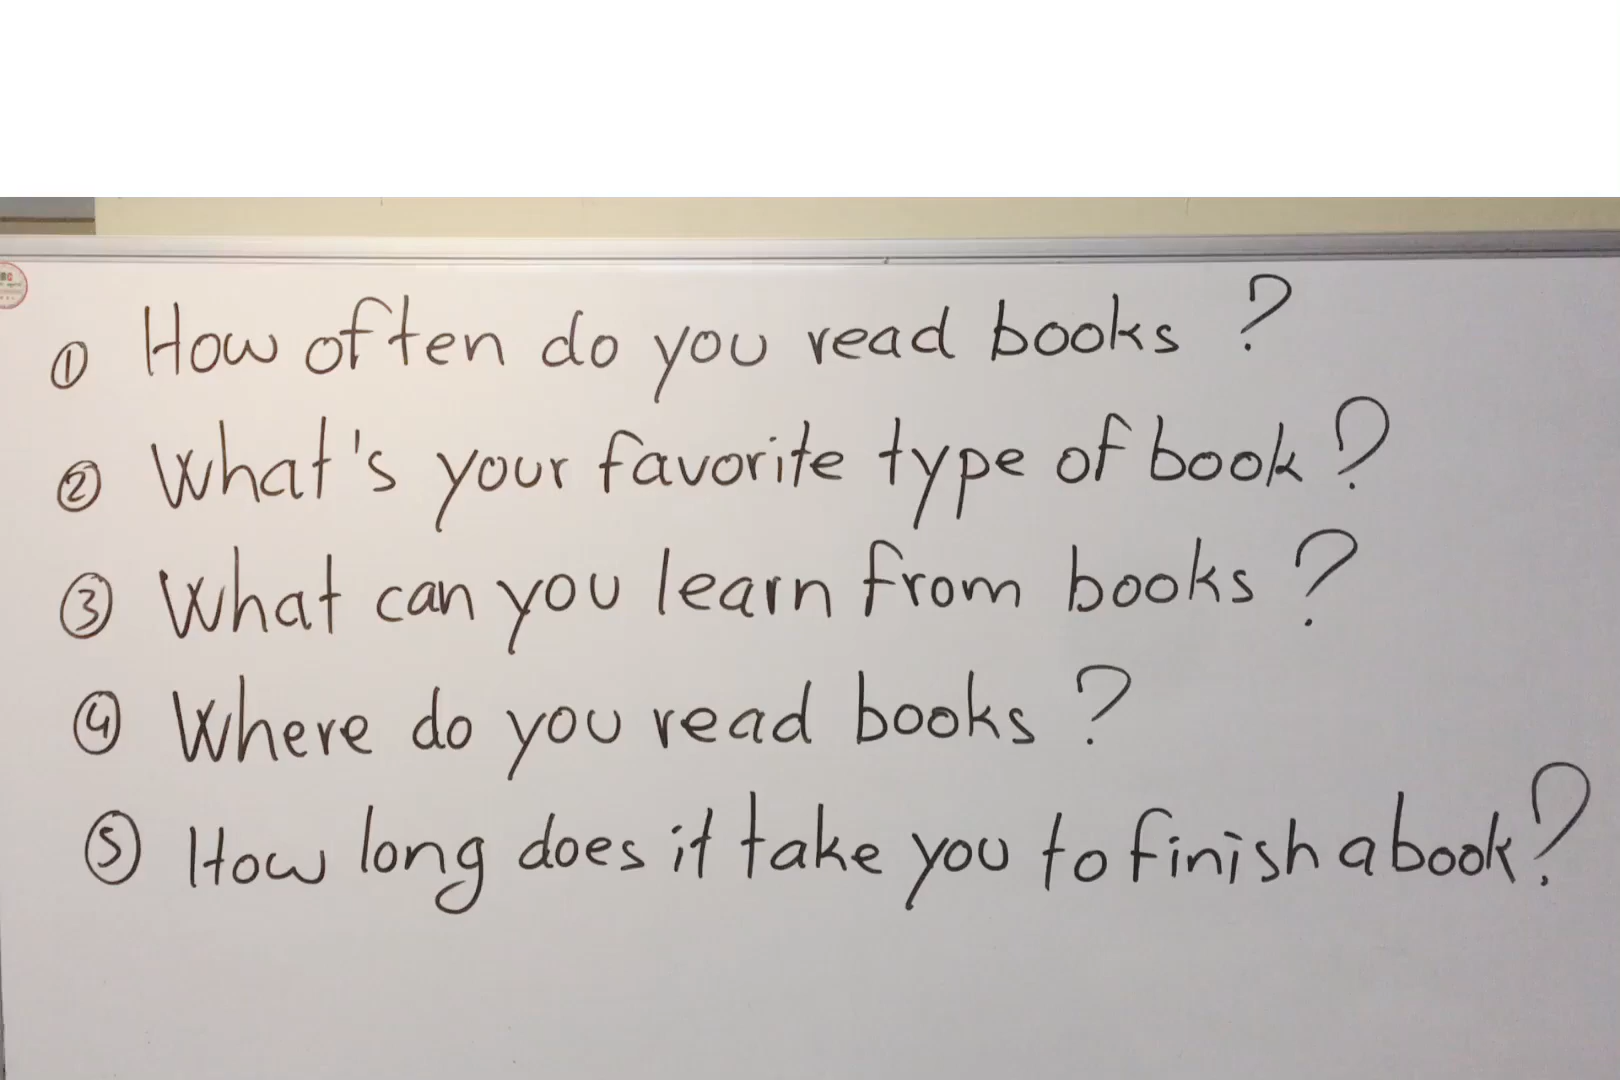 ① How often do you read books ?
② What's your favorite type of book ?
③ What can you learn from books ?
④ Where do you read books ?
⑤ How long does it take you to finish a book ?